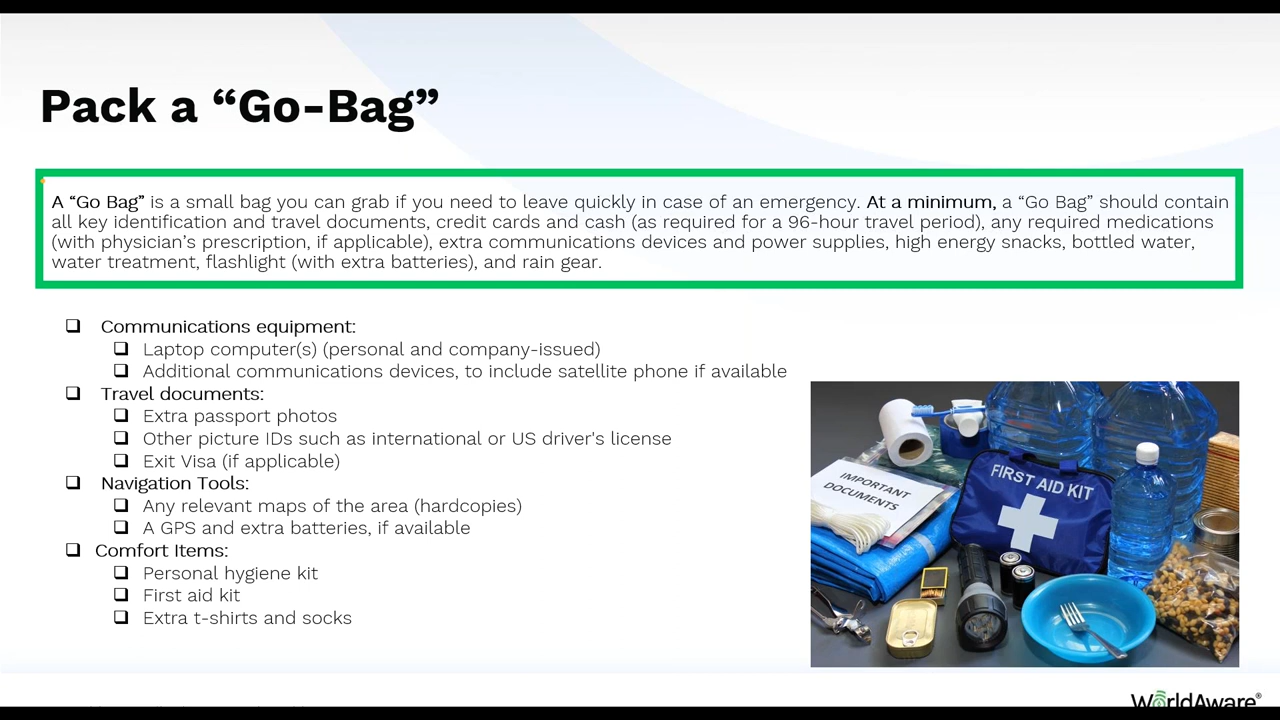 Pack a “Go-Bag”
A “Go Bag” is a small bag you can grab if you need to leave quickly in case of an emergency. At a minimum, a “Go Bag” should contain
all key identification and travel documents, credit cards and cash (as required for a 96-hour travel period), any required medications
(with physician’s prescription, if applicable), extra communications devices and power supplies, high energy snacks, bottled water,
water treatment, flashlight (with extra batteries), and rain gear.
❑ Communications equipment:
❑ Laptop computer(s) (personal and company-issued)
❑ Additional communications devices, to include satellite phone if available
❑ Travel documents:
❑ Extra passport photos
❑ Other picture IDs such as international or US driver's license
❑ Exit Visa (if applicable)
❑ Navigation Tools:
❑ Any relevant maps of the area (hardcopies)
❑ A GPS and extra batteries, if available
❑ Comfort Items:
❑ Personal hygiene kit
❑ First aid kit
❑ Extra t-shirts and socks
IMPORTANT
DOCUMENTS
FIRST AID KIT
WorldAware®